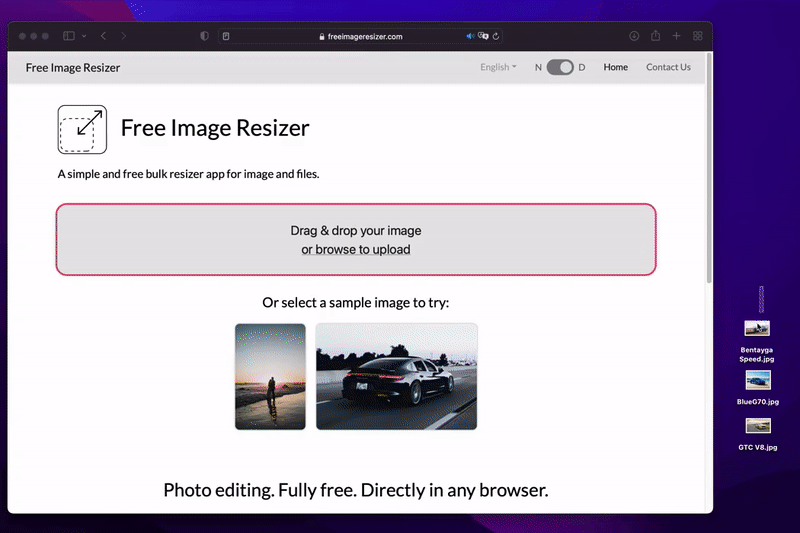 freeimageresizer.com
Free Image Resizer
English
N
D
Home
Contact Us
Free Image Resizer
A simple and free bulk resizer app for image and files.
Drag & drop your image
or browse to upload
Or select a sample image to try:
Photo editing. Fully free. Directly in any browser.
Bentayga
Speed.jpg
BlueG70.jpg
GTC V8.jpg